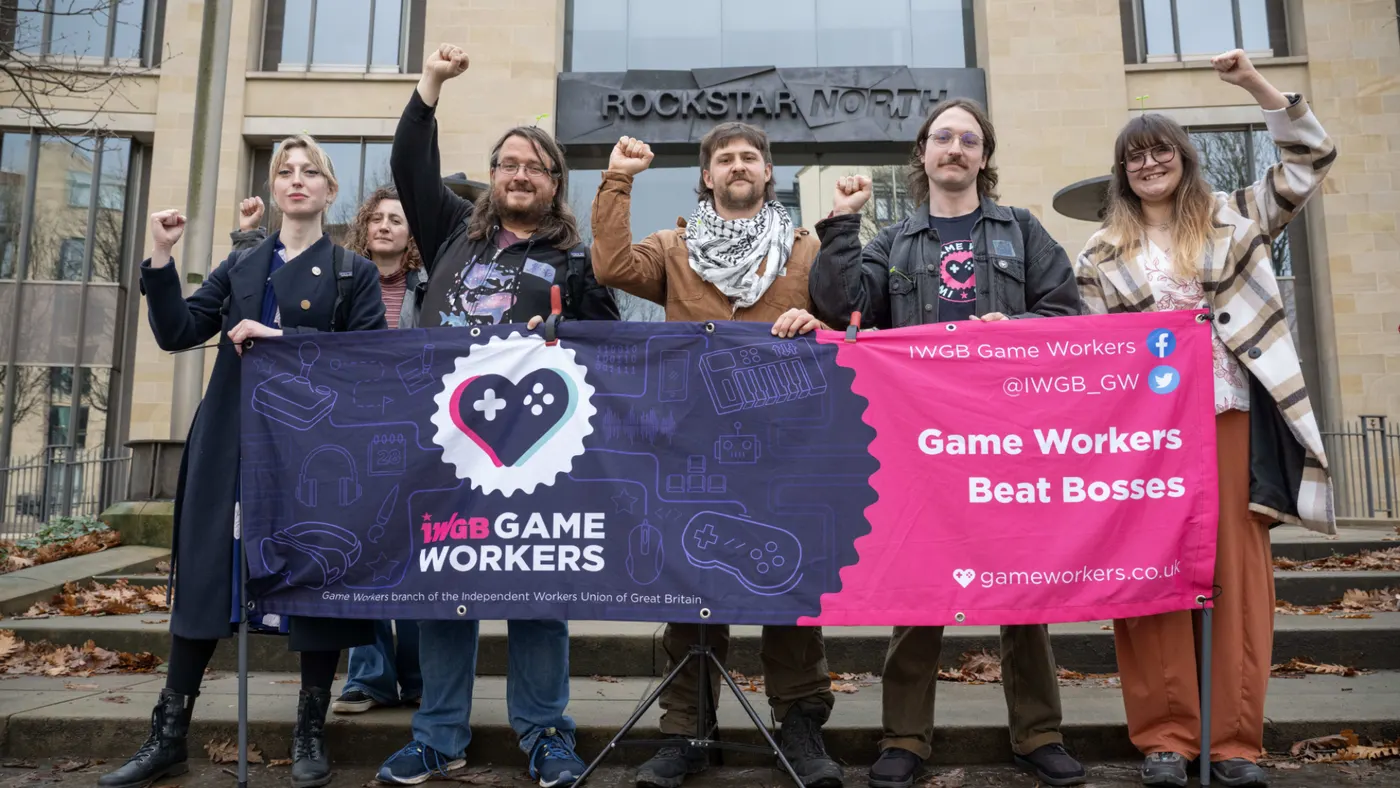 ROCKSTAR NORTH
IWGB Game Workers
@IWGB_GW
Game Workers
Beat Bosses
gameworkers.co.uk
IWGB GAME
WORKERS
Game Workers branch of the Independent Workers Union of Great Britain